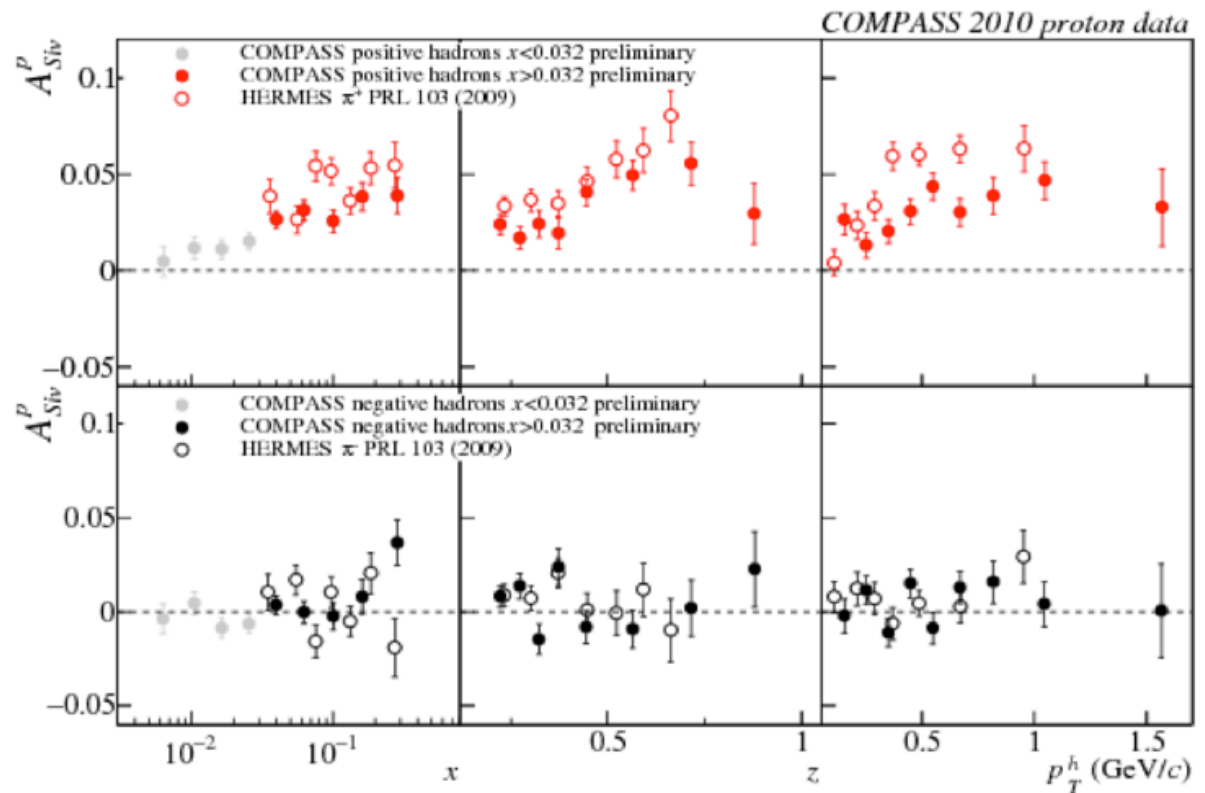 COMPASS 2010 proton data
A^p_Siv
COMPASS positive hadrons x<0.032 preliminary
COMPASS positive hadrons x>0.032 preliminary
HERMES π⁺ PRL 103 (2009)
0.1
0.05
0
−0.05
A^p_Siv
COMPASS negative hadrons x<0.032 preliminary
COMPASS negative hadrons x>0.032 preliminary
HERMES π⁻ PRL 103 (2009)
0.1
0.05
0
−0.05
10⁻² 10⁻¹ 0.5 1 0.5 1 1.5
x z p_T^h (GeV/c)